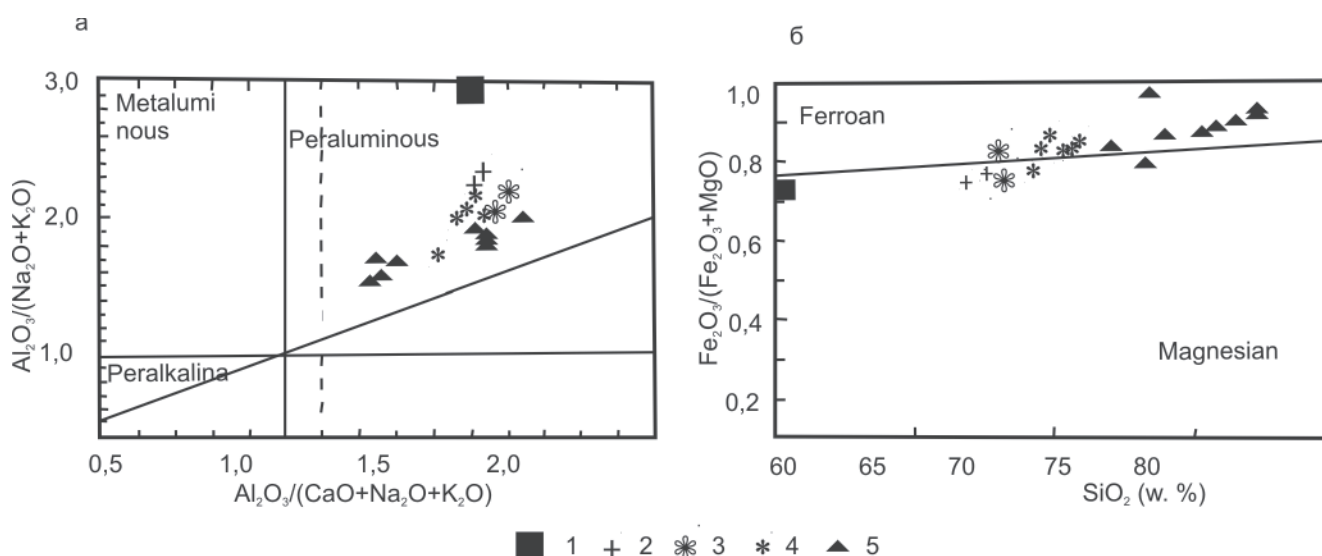 а
3,0
2,0
1,0
Al₂O₃/(Na₂O+K₂O)
Metalumi
nous
Peraluminous
Peralkalina
0,5 1,0 1,5 2,0
Al₂O₃/(CaO+Na₂O+K₂O)
б
1,0
0,8
0,6
0,4
0,2
Fe₂O₃/(Fe₂O₃+MgO)
Ferroan
Magnesian
60 65 70 75 80
SiO₂ (w. %)
1 2 3 4 5